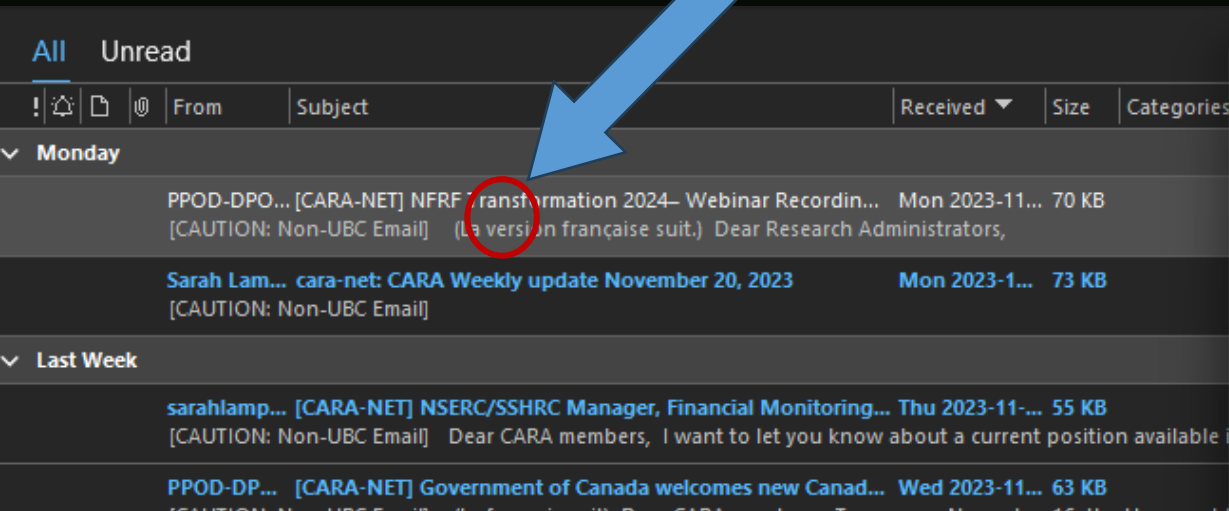 All Unread
! From Subject Received Size Categories
Monday
PPOD-DPO... [CARA-NET] NFRF Transformation 2024– Webinar Recordin... Mon 2023-11... 70 KB
[CAUTION: Non-UBC Email] (La version française suit.) Dear Research Administrators,
Sarah Lam... cara-net: CARA Weekly update November 20, 2023 Mon 2023-1... 73 KB
[CAUTION: Non-UBC Email]
Last Week
sarahlamp... [CARA-NET] NSERC/SSHRC Manager, Financial Monitoring... Thu 2023-11-... 55 KB
[CAUTION: Non-UBC Email] Dear CARA members, I want to let you know about a current position available
PPOD-DP... [CARA-NET] Government of Canada welcomes new Canad... Wed 2023-11... 63 KB